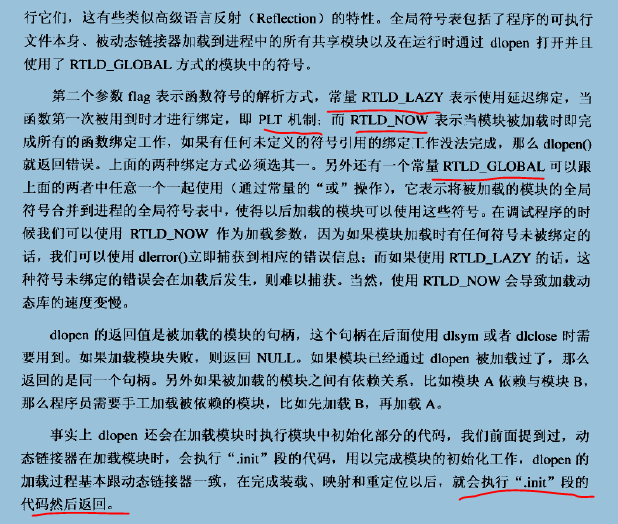 行它们，这有些类似高级语言反射（Reflection）的特性。全局符号表包括了程序的可执行
文件本身、被动态链接器加载到进程中的所有共享模块以及在运行时通过 dlopen 打开并且
使用了 RTLD_GLOBAL 方式的模块中的符号。
第二个参数 flag 表示函数符号的解析方式，常量 RTLD_LAZY 表示使用延迟绑定，当
函数第一次被用到时才进行绑定，即 PLT 机制；而 RTLD_NOW 表示当模块被加载时即完
成所有的函数绑定工作，如果有任何未定义的符号引用的绑定工作没法完成，那么 dlopen()
就返回错误。上面的两种绑定方式必须选其一。另外还有一个常量 RTLD_GLOBAL 可以跟
上面的两者中任意一个一起使用（通过常量的“或”操作），它表示将被加载的模块的全局
符号合并到进程的全局符号表中，使得以后加载的模块可以使用这些符号。在调试程序的时
候我们可以使用 RTLD_NOW 作为加载参数，因为如果模块加载时有任何符号未被绑定的
话，我们可以使用 dlerror()立即捕获到相应的错误信息；而如果使用 RTLD_LAZY 的话，这
种符号未绑定的错误会在加载后发生，则难以捕获。当然，使用 RTLD_NOW 会导致加载动
态库的速度变慢。
dlopen 的返回值是被加载的模块的句柄，这个句柄在后面使用 dlsym 或者 dlclose 时需
要用到。如果加载模块失败，则返回 NULL。如果模块已经通过 dlopen 被加载过了，那么
返回的是同一个句柄。另外如果被加载的模块之间有依赖关系，比如模块 A 依赖与模块 B，
那么程序员需要手工加载被依赖的模块，比如先加载 B，再加载 A。
事实上 dlopen 还会在加载模块时执行模块中初始化部分的代码，我们前面提到过，动
态链接器在加载模块时，会执行“.init”段的代码，用以完成模块的初始化工作，dlopen 的
加载过程基本跟动态链接器一致，在完成装载、映射和重定位以后，就会执行“.init”段的
代码然后返回。